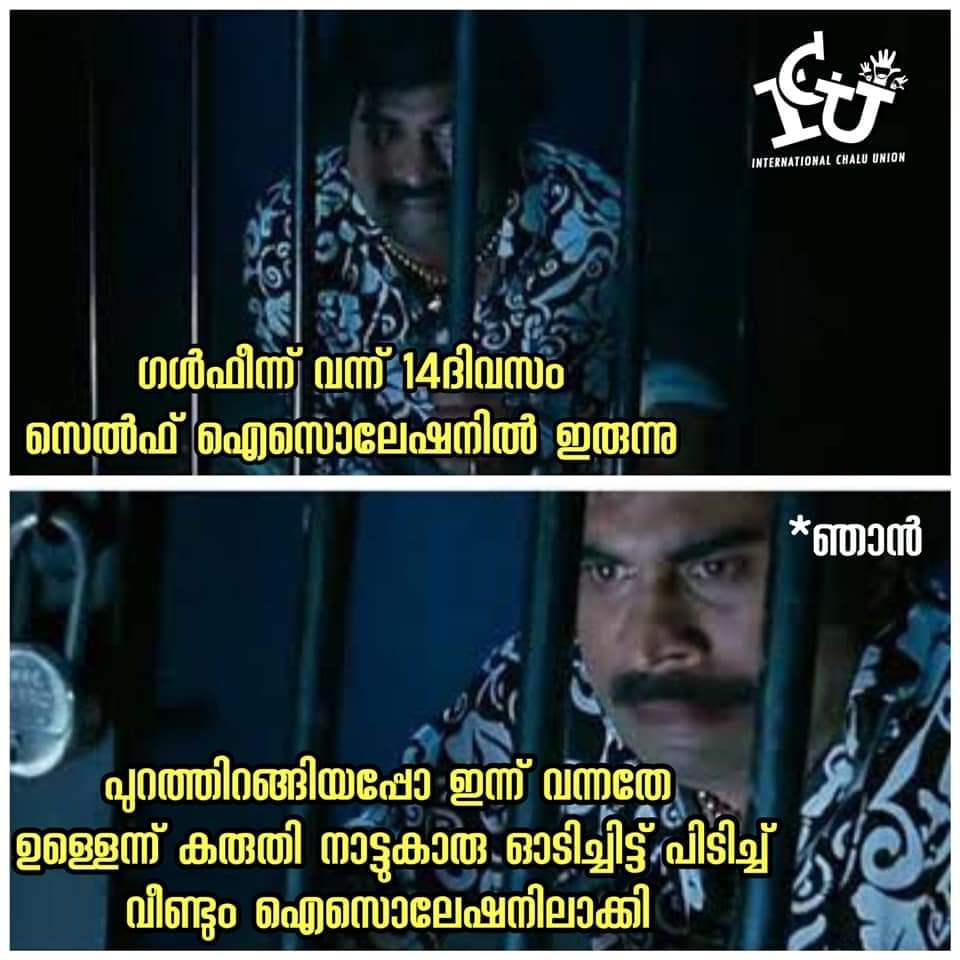 ICU
INTERNATIONAL CHALU UNION
ഗൾഫീന്ന് വന്ന് 14ദിവസം
സെൽഫ് ഐസൊലേഷനിൽ ഇരുന്നു
*ഞാൻ
പുറത്തിറങ്ങിയപ്പോ ഇന്ന് വന്നതേ
ഉള്ളെന്ന് കരുതി നാട്ടുകാരു ഓടിച്ചിട്ട് പിടിച്ച്
വീണ്ടും ഐസൊലേഷനിലാക്കി